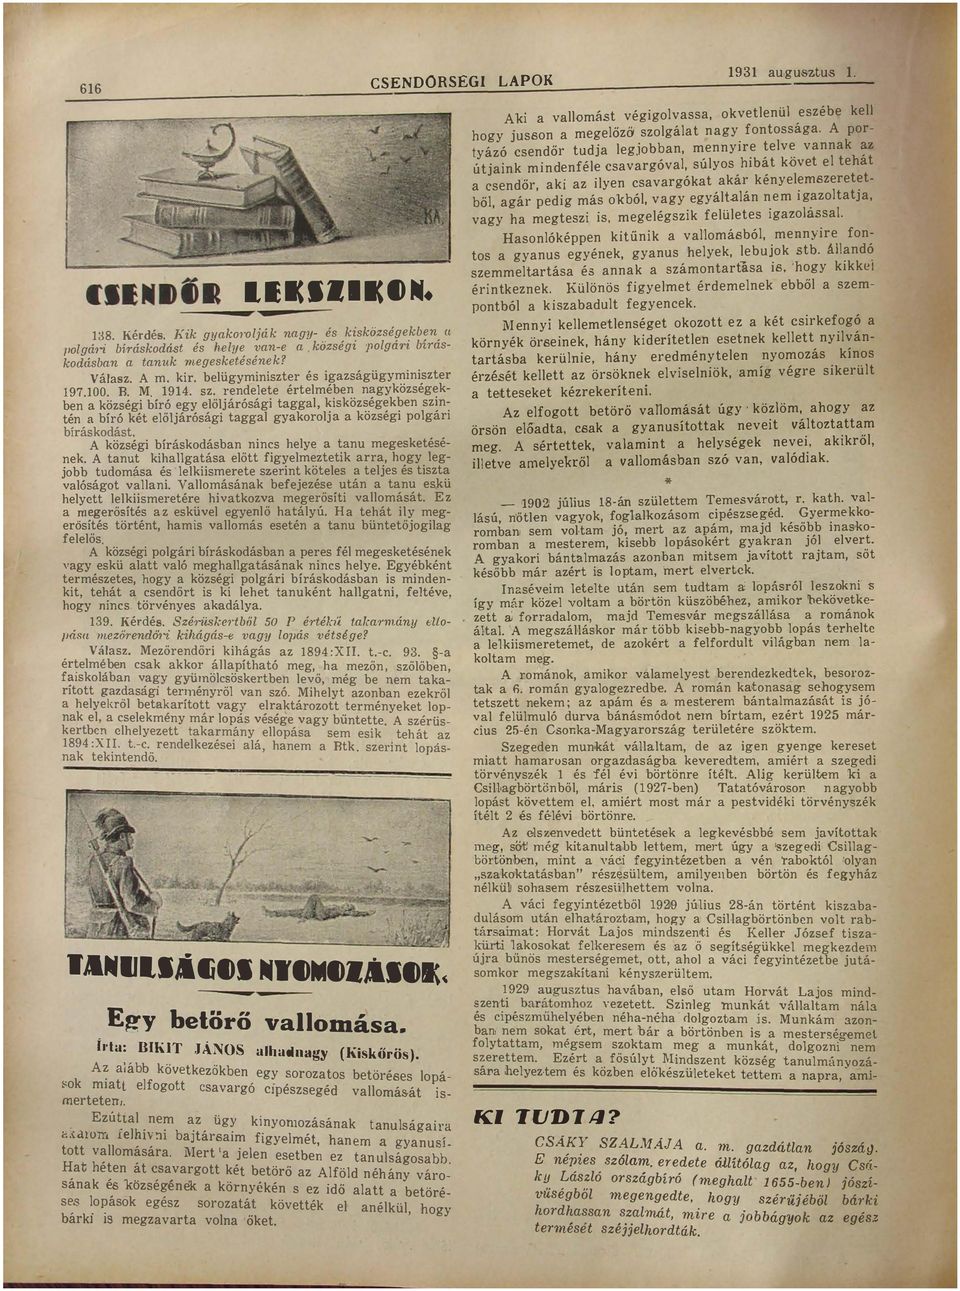 616
CSENDŐRSÉGI LAPOK
1931 augusztus 1.
KA
CSENDŐR LEKSZIKON.
138. Kérdés. Kik gyakorolják nagy- és kisközségekben a
polgári bíráskodást és helye van-e a községi polgári bírás-
kodásban a tanuk megesketésének?
Válasz. A m. kir. belügyminiszter és igazságügyminiszter
197.100. B. M. 1914. sz. rendelete értelmében nagyközségek-
ben a községi bíró egy elöljárósági taggal, kisközségekben szin-
tén a bíró két elöljárósági taggal gyakorolja a községi polgári
bíráskodást.
A községi bíráskodásban nincs helye a tanu megesketésé-
nek. A tanut kihallgatása előtt figyelmeztetik arra, hogy leg-
jobb tudomása és lelkiismerete szerint köteles a teljes és tiszta
valóságot vallani. Vallomásának befejezése után a tanu eskü
helyett lelkiismeretére hivatkozva megerősíti vallomását. Ez
a megerősítés az esküvel egyenlő hatályú. Ha tehát ily meg-
erősítés történt, hamis vallomás esetén a tanu büntetőjogilag
felelős.
A községi polgári bíráskodásban a peres fél megesketésének
vagy eskü alatt való meghallgatásának nincs helye. Egyébként
természetes, hogy a községi polgári bíráskodásban is minden-
kit, tehát a csendőrt is ki lehet tanuként hallgatni, feltéve,
hogy nincs törvényes akadálya.
139. Kérdés. Szérüskertből 50 P értékű takarmány ello-
pása mezőrendőri kihágás-e vagy lopás vétsége?
Válasz. Mezőrendőri kihágás az 1894:XII. t.-c. 93. §-a
értelmében csak akkor állapítható meg, ha mezőn, szőlőben,
faiskolában vagy gyümölcsöskertben levő, még be nem taka-
rított gazdasági terményről van szó. Mihelyt azonban ezekről
a helyekről betakarított vagy elraktározott terményeket lop-
nak el, a cselekmény már lopás vésége vagy büntette. A szérüs-
kertben elhelyezett takarmány ellopása sem esik tehát az
1894:XII. t.-c. rendelkezései alá, hanem a Btk. szerint lopás-
nak tekintendő.
TANULSÁGOS NYOMOZÁSOK.
Egy betörő vallomása.
Írta: BIKIT JÁNOS alhadnagy (Kiskőrös).
Az alább következőkben egy sorozatos betöréses lopá-
sok miatt elfogott csavargó cipészsegéd vallomását is-
mertetem.
Ezúttal nem az ügy kinyomozásának tanulságaira
akarom felhívni bajtársaim figyelmét, hanem a gyanusí-
tott vallomására. Mert a jelen esetben ez tanulságosabb.
Hat héten át csavargott két betörő az Alföld néhány váro-
sának és községének a környékén s ez idő alatt a betöré-
ses lopások egész sorozatát követték el anélkül, hogy
bárki is megzavarta volna őket.
Aki a vallomást végigolvassa, okvetlenül eszébe kell
hogy jusson a megelőző szolgálat nagy fontossága. A por-
tyázó csendőr tudja legjobban, mennyire telve vannak az
útjaink mindenféle csavargóval, súlyos hibát követ el tehát
a csendőr, aki az ilyen csavargókat akár kényelemszeretet-
ből, agár pedig más okból, vagy egyáltalán nem igazoltatja,
vagy ha megteszi is, megelégszik felületes igazolással.
Hasonlóképpen kitűnik a vallomásból, mennyire fon-
tos a gyanus egyének, gyanus helyek, lebujok stb. állandó
szemmeltartása és annak a számontartása is, hogy kikkel
érintkeznek. Különös figyelmet érdemelnek ebből a szem-
pontból a kiszabadult fegyencek.
Mennyi kellemetlenséget okozott ez a két csirkefogó a
környék őrseinek, hány kiderítetlen esetnek kellett nyilván-
tartásba kerülnie, hány eredménytelen nyomozás kínos
érzését kellett az örsöknek elviselniök, amíg végre sikerült
a tetteseket kézrekeríteni.
Az elfogott betörő vallomását úgy közlöm, ahogy az
örsön előadta, csak a gyanusítottak neveit változtattam
meg. A sértettek, valamint a helységek nevei, akikről,
illetve amelyekről a vallomásban szó van, valódiak.
*
— 1902 július 18-án születtem Temesvárott, r. kath. val-
lású, nőtlen vagyok, foglalkozásom cipészsegéd. Gyermekko-
romban sem voltam jó, mert az apám, majd később inasko-
romban a mesterem, kisebb lopásokért gyakran jól elvert.
A gyakori bántalmazás azonban mitsem javított rajtam, sőt
később már azért is loptam, mert vertek.
Inaséveim letelte után sem tudtam a lopásról leszokni s
így már közel voltam a börtön küszöbéhez, amikor bekövetke-
zett a forradalom, majd Temesvár megszállása a románok
által. A megszálláskor már több kisebb-nagyobb lopás terhelte
a lelkiismeretemet, de azokért a felfordult világban nem la-
koltam meg.
A románok, amikor valamelyest berendezkedtek, besoroz-
tak a 6. román gyalogezredbe. A román katonaság sehogysem
tetszett nekem; az apám és a mesterem bántalmazását is jó-
val felülmuló durva bánásmódot nem bírtam, ezért 1925 március
25-én Csonka-Magyarország területére szöktem.
Szegeden munkát vállaltam, de az igen gyenge kereset
miatt hamarosan orgazdaságba keveredtem, amiért a szegedi
törvényszék 1 és fél évi börtönre ítélt. Alig kerültem ki a
Csillagbörtönből, máris (1927-ben) Tatatóvároson nagyobb
lopást követtem el, amiért most már a pestvidéki törvényszék
ítélt 2 és félévi börtönre.
Az elszenvedett büntetések a legkevésbbé sem javítottak
meg, sőt még kitanultabb lettem, mert úgy a szegedi Csillag-
börtönben, mint a váci fegyintézetben a vén raboktól olyan
„szakoktatásban" részesültem, amilyenben börtön és fegyház
nélkül sohasem részesülhettem volna.
A váci fegyintézetből 1929 július 28-án történt kiszaba-
dulásom után elhatároztam, hogy a Csillagbörtönben volt rab-
társaimat: Horvát Lajos mindszenti és Keller József tisza-
kürti lakosokat felkeresem és az ő segítségükkel megkezdem
újra bünös mesterségemet, ott, ahol a váci fegyintézetbe jutá-
somkor megszakítani kényszerültem.
1929 augusztus havában, első utam Horvát Lajos mind-
szenti barátomhoz vezetett. Szinleg munkát vállaltam nála
és cipészműhelyében néha-néha dolgoztam is. Munkám azon-
ban nem sokat ért, mert bár a börtönben is a mesterségemet
folytattam, mégsem szoktam meg a munkát, dolgozni nem
szerettem. Ezért a fősúlyt Mindszent község tanulmányozá-
sára helyeztem és közben előkészületeket tettem a napra, ami-
KI TUDJA?
CSÁKY SZALMÁJA a. m. gazdátlan jószág.
E népies szólam eredete állítólag az, hogy Csá-
ky László országbíró (meghalt 1655-ben) jószí-
vűségből megengedte, hogy szérűjéből bárki
hordhassan szalmát, mire a jobbágyok az egész
termését széjjelhordták.